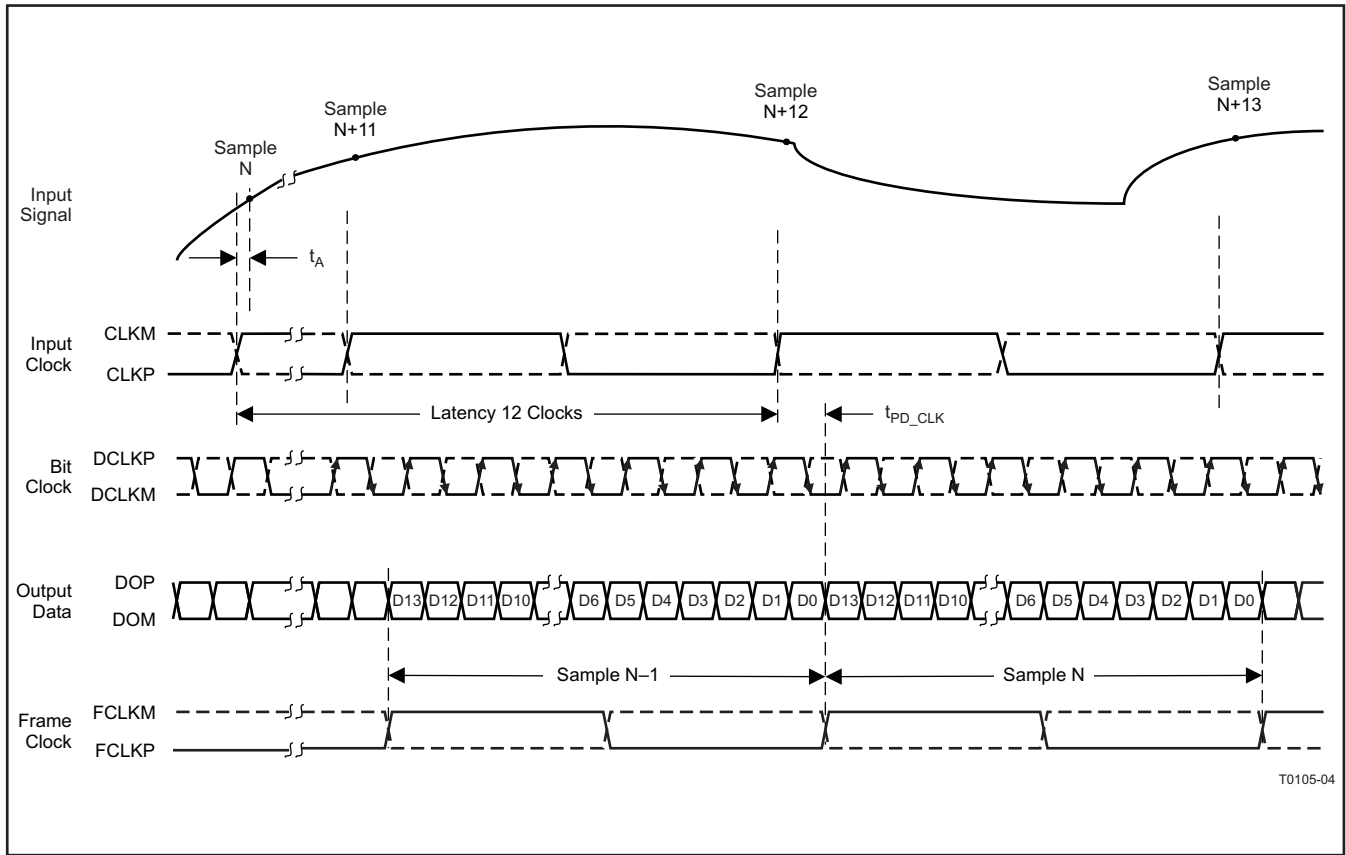 Sample
N
Sample
N+11
Sample
N+12
Sample
N+13
Input
Signal
tA
Input
Clock
CLKM
CLKP
Latency 12 Clocks
tPD_CLK
Bit
Clock
DCLKP
DCLKM
Output
Data
DOP
DOM
D13 D12 D11 D10 D6 D5 D4 D3 D2 D1 D0 D13 D12 D11 D10 D6 D5 D4 D3 D2 D1 D0
Sample N–1
Sample N
Frame
Clock
FCLKM
FCLKP
T0105-04